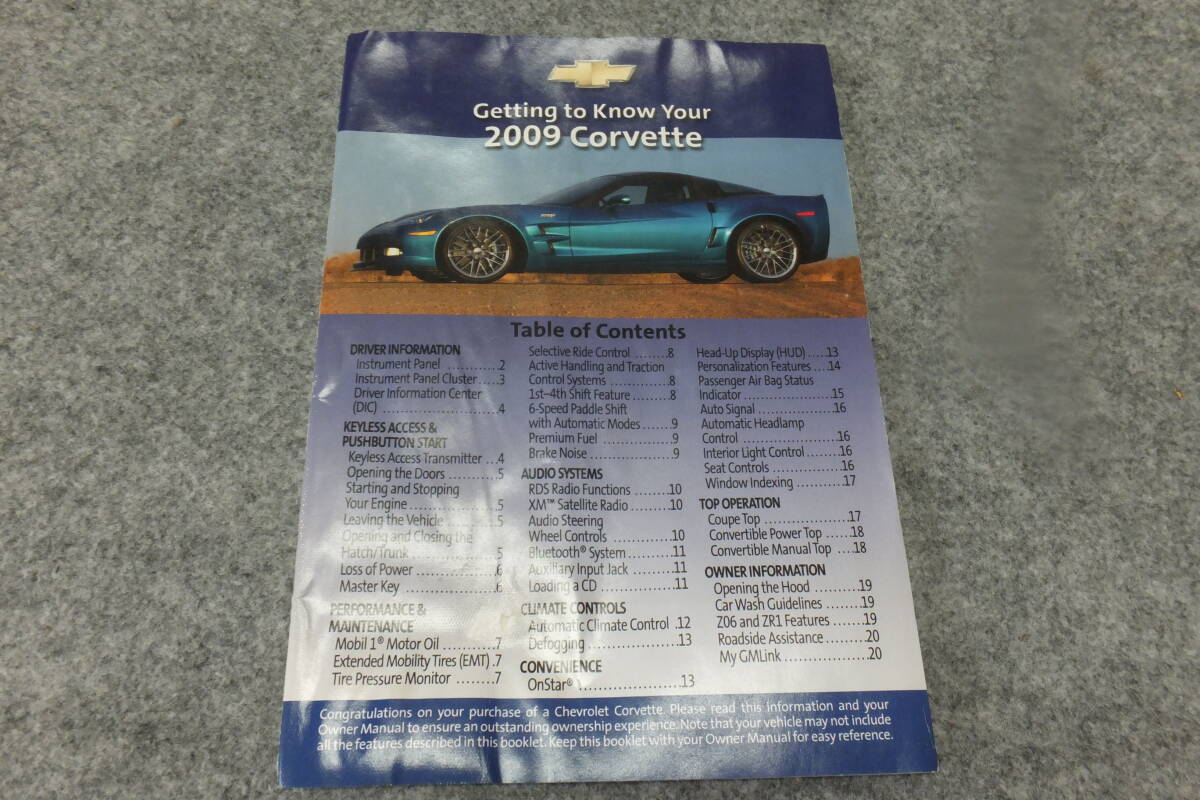 Getting to Know Your
2009 Corvette
Table of Contents
DRIVER INFORMATION
Instrument Panel ............2
Instrument Panel Cluster.....3
Driver Information Center
(DIC) ..........................4
KEYLESS ACCESS &
PUSHBUTTON START
Keyless Access Transmitter ...4
Opening the Doors ...........5
Starting and Stopping
Your Engine....................5
Leaving the Vehicle ...........5
Opening and Closing the
Hatch/Trunk...................5
Loss of Power .................6
Master Key ....................6
PERFORMANCE &
MAINTENANCE
Mobil 1® Motor Oil ...........7
Extended Mobility Tires (EMT) .7
Tire Pressure Monitor ........7
Selective Ride Control ........8
Active Handling and Traction
Control Systems ..............8
1st–4th Shift Feature .........8
6-Speed Paddle Shift
with Automatic Modes.......9
Premium Fuel .................9
Brake Noise ...................9
AUDIO SYSTEMS
RDS Radio Functions ........10
XM™ Satellite Radio .........10
Audio Steering
Wheel Controls ..............10
Bluetooth® System..........11
Auxiliary Input Jack .........11
Loading a CD ................11
CLIMATE CONTROLS
Automatic Climate Control .12
Defogging ...................13
CONVENIENCE
OnStar® .....................13
Head-Up Display (HUD) .....13
Personalization Features ....14
Passenger Air Bag Status
Indicator .....................15
Auto Signal ..................16
Automatic Headlamp
Control ......................16
Interior Light Control ........16
Seat Controls ................16
Window Indexing ............17
TOP OPERATION
Coupe Top ...................17
Convertible Power Top ......18
Convertible Manual Top ....18
OWNER INFORMATION
Opening the Hood ..........19
Car Wash Guidelines ........19
Z06 and ZR1 Features .......19
Roadside Assistance.........20
My GMLink ..................20
Congratulations on your purchase of a Chevrolet Corvette. Please read this information and your
Owner Manual to ensure an outstanding ownership experience. Note that your vehicle may not include
all the features described in this booklet. Keep this booklet with your Owner Manual for easy reference.